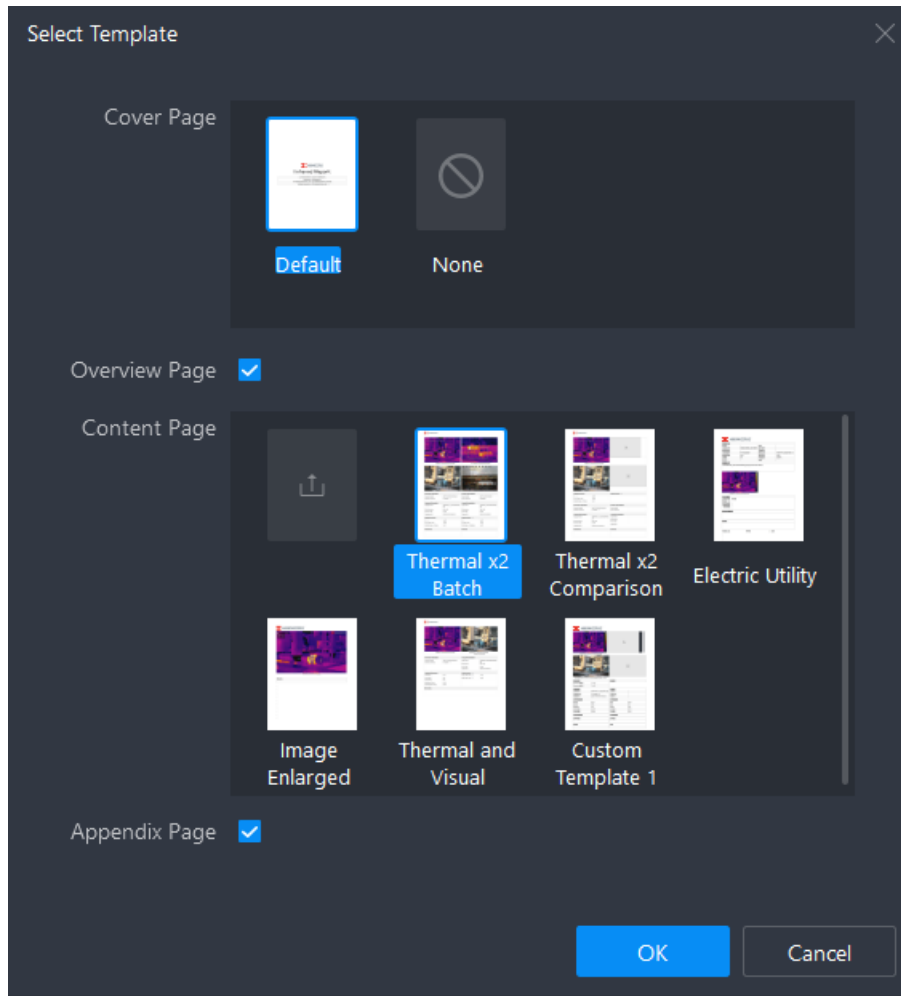 Select Template
Cover Page
Default
None
Overview Page
Content Page
Thermal x2
Batch
Thermal x2
Comparison
Electric Utility
Image
Enlarged
Thermal and
Visual
Custom
Template 1
Appendix Page
OK
Cancel